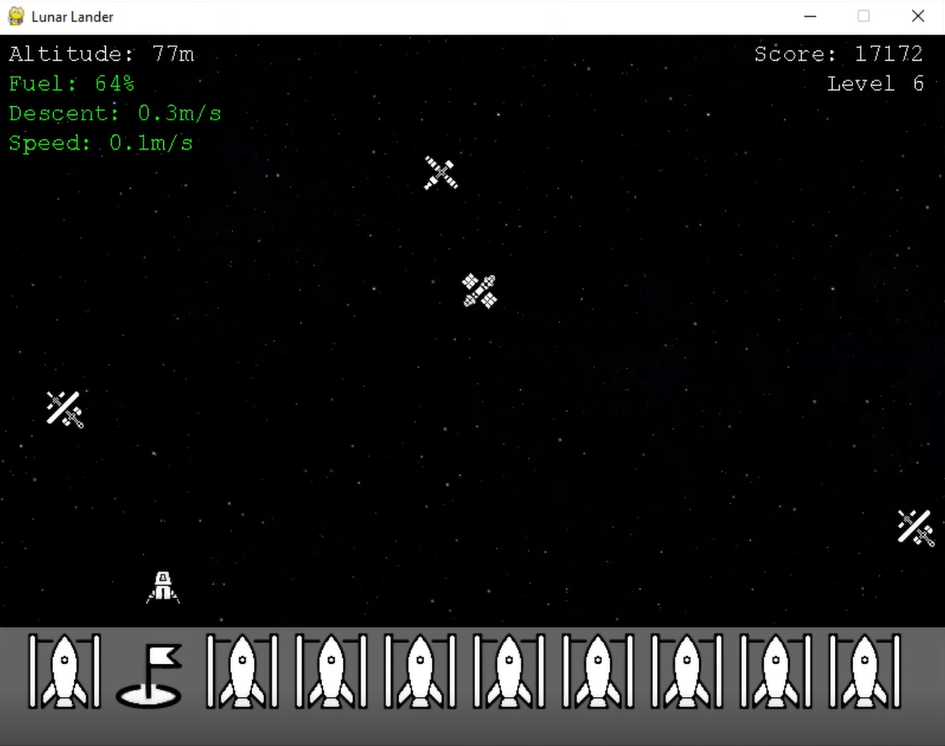 Lunar Lander
Altitude: 77m
Score: 17172
Fuel: 64%
Level 6
Descent: 0.3m/s
Speed: 0.1m/s